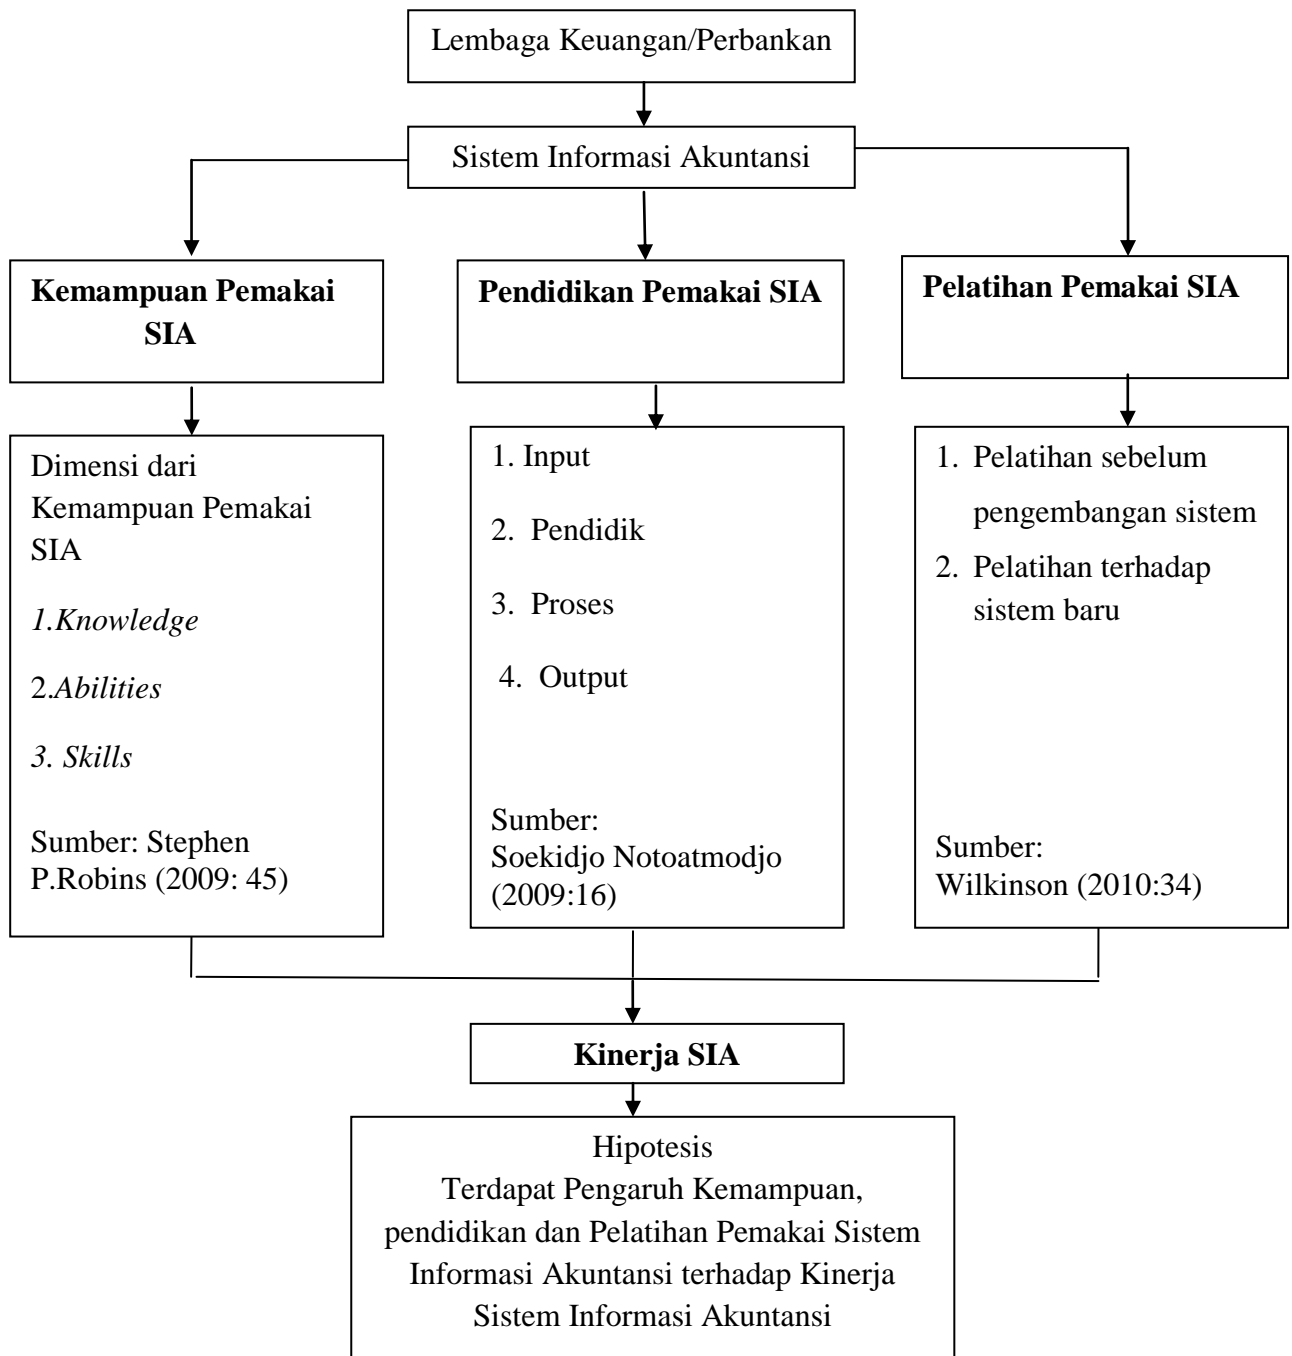 Lembaga Keuangan/Perbankan
Sistem Informasi Akuntansi
Kemampuan Pemakai
SIA
Pendidikan Pemakai SIA
Pelatihan Pemakai SIA
Dimensi dari
Kemampuan Pemakai
SIA
1.Knowledge
2.Abilities
3. Skills
Sumber: Stephen
P.Robins (2009: 45)
1. Input
2. Pendidik
3. Proses
4. Output
Sumber:
Soekidjo Notoatmodjo
(2009:16)
1. Pelatihan sebelum
pengembangan sistem
2. Pelatihan terhadap
sistem baru
Sumber:
Wilkinson (2010:34)
Kinerja SIA
Hipotesis
Terdapat Pengaruh Kemampuan,
pendidikan dan Pelatihan Pemakai Sistem
Informasi Akuntansi terhadap Kinerja
Sistem Informasi Akuntansi